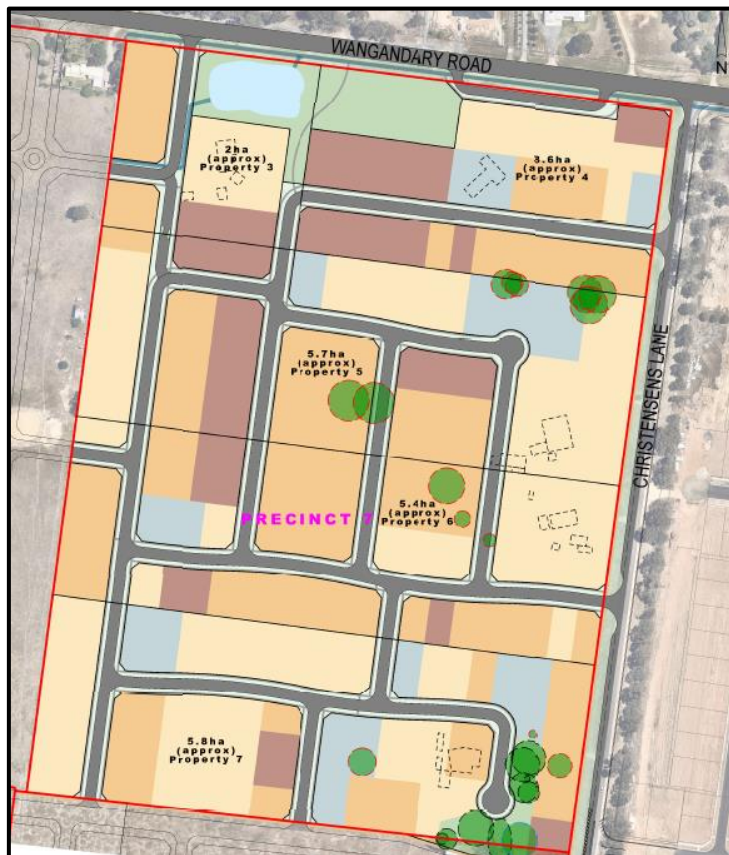 WANGANDARY ROAD
N
2ha
(approx)
Property 3
3.6ha
(approx)
Property 4
CHRISTENSENS LANE
5.7ha
(approx)
Property 5
5.4ha
(approx)
Property 6
PRECINCT 7
5.8ha
(approx)
Property 7